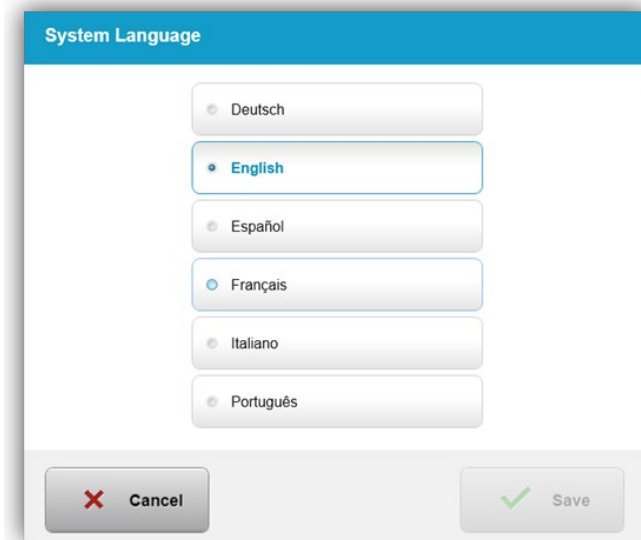 System Language
Deutsch
English
Español
Français
Italiano
Português
Cancel
Save